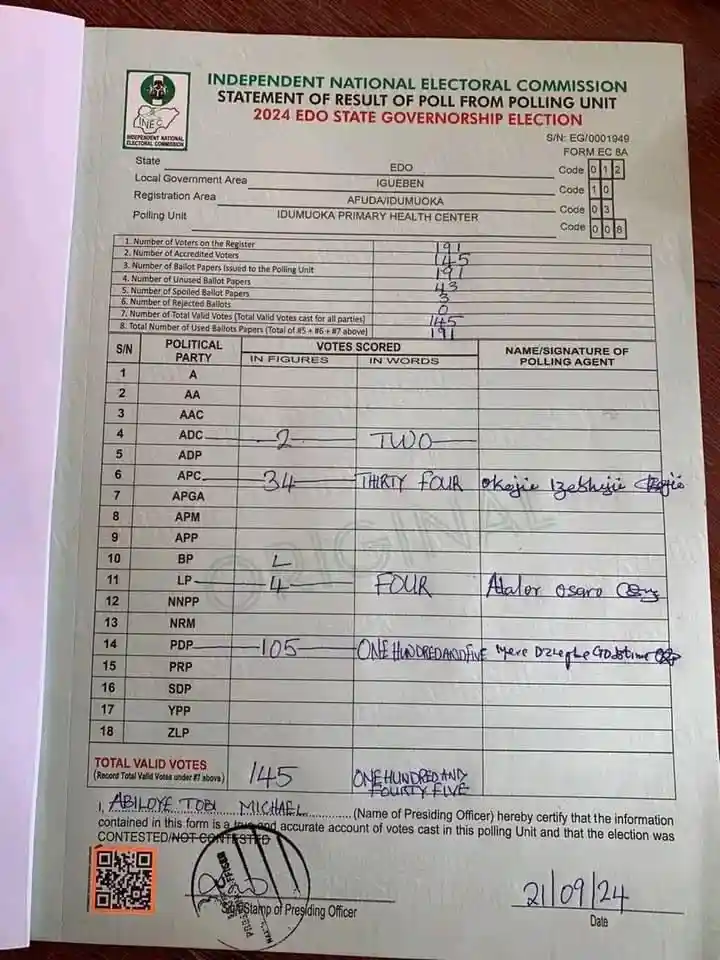 INDEPENDENT NATIONAL ELECTORAL COMMISSION
STATEMENT OF RESULT OF POLL FROM POLLING UNIT
2024 EDO STATE GOVERNORSHIP ELECTION
INEC
INDEPENDENT NATIONAL ELECTORAL COMMISSION
S/N: EG/0001949
FORM EC 8A
State EDO Code 0 1 2
Local Government Area IGUEBEN Code 1 0
Registration Area AFUDA/IDUMUOKA Code 0 3
Polling Unit IDUMUOKA PRIMARY HEALTH CENTER Code 0 0 8
1. Number of Voters on the Register 191
2. Number of Accredited Voters 145
3. Number of Ballot Papers Issued to the Polling Unit 191
4. Number of Unused Ballot Papers 43
5. Number of Spoiled Ballot Papers 3
6. Number of Rejected Ballots 0
7. Number of Total Valid Votes (Total Valid Votes cast for all parties) 145
8. Total Number of Used Ballots Papers (Total of #5 + #6 + #7 above) 191
S/N POLITICAL PARTY VOTES SCORED NAME/SIGNATURE OF POLLING AGENT
IN FIGURES IN WORDS
1 A
2 AA
3 AAC
4 ADC 2 TWO
5 ADP
6 APC 34 THIRTY FOUR Okojie
7 APGA
8 APM
9 APP
10 BP
11 LP 4 FOUR Osaro
12 NNPP
13 NRM
14 PDP 105 ONE HUNDRED AND FIVE
15 PRP
16 SDP
17 YPP
18 ZLP
ORIGINAL
TOTAL VALID VOTES 145 ONE HUNDRED AND
(Record Total Valid Votes under #7 above) FOURTY FIVE
I, ABILOYE TOBI MICHAEL (Name of Presiding Officer) hereby certify that the information
contained in this form is a true and accurate account of votes cast in this polling Unit and that the election was
CONTESTED/NOT CONTESTED
21/09/24
Sign/Stamp of Presiding Officer Date